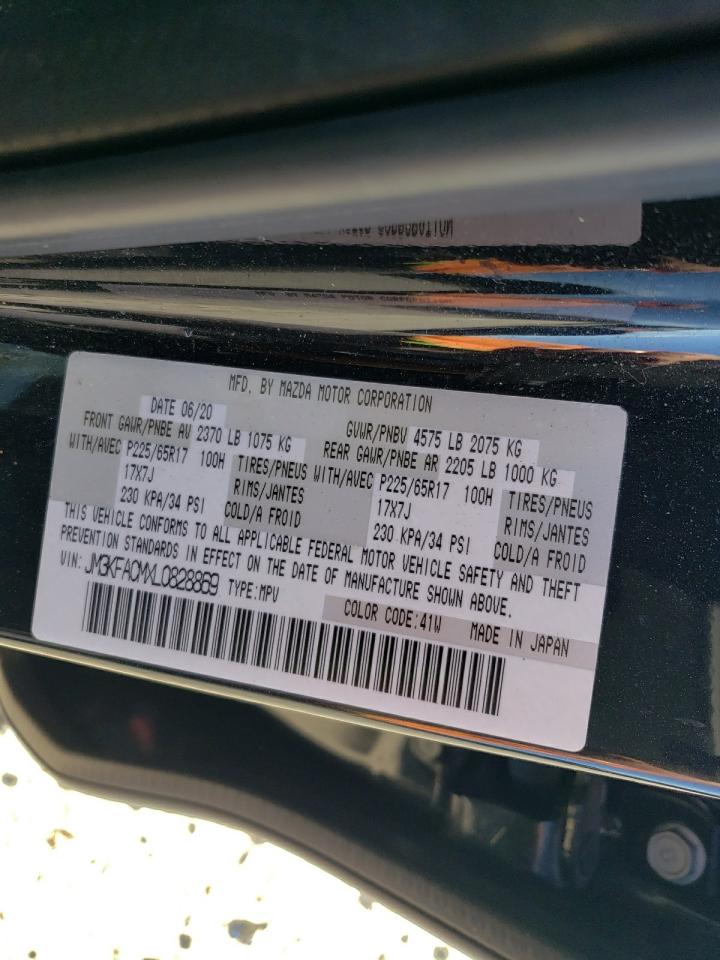 MFD. BY MAZDA MOTOR CORPORATION
DATE 06/20 GVWR/PNBV 4575 LB 2075 KG
FRONT GAWR/PNBE AV 2370 LB 1075 KG REAR GAWR/PNBE AR 2205 LB 1000 KG
WITH/AVEC P225/65R17 100H TIRES/PNEUS WITH/AVEC P225/65R17 100H TIRES/PNEUS
17X7J RIMS/JANTES 17X7J RIMS/JANTES
230 KPA/34 PSI COLD/A FROID 230 KPA/34 PSI COLD/A FROID
THIS VEHICLE CONFORMS TO ALL APPLICABLE FEDERAL MOTOR VEHICLE SAFETY AND THEFT
PREVENTION STANDARDS IN EFFECT ON THE DATE OF MANUFACTURE SHOWN ABOVE.
VIN: JM3KFACMXL0828869 TYPE:MPV
COLOR CODE:41W MADE IN JAPAN